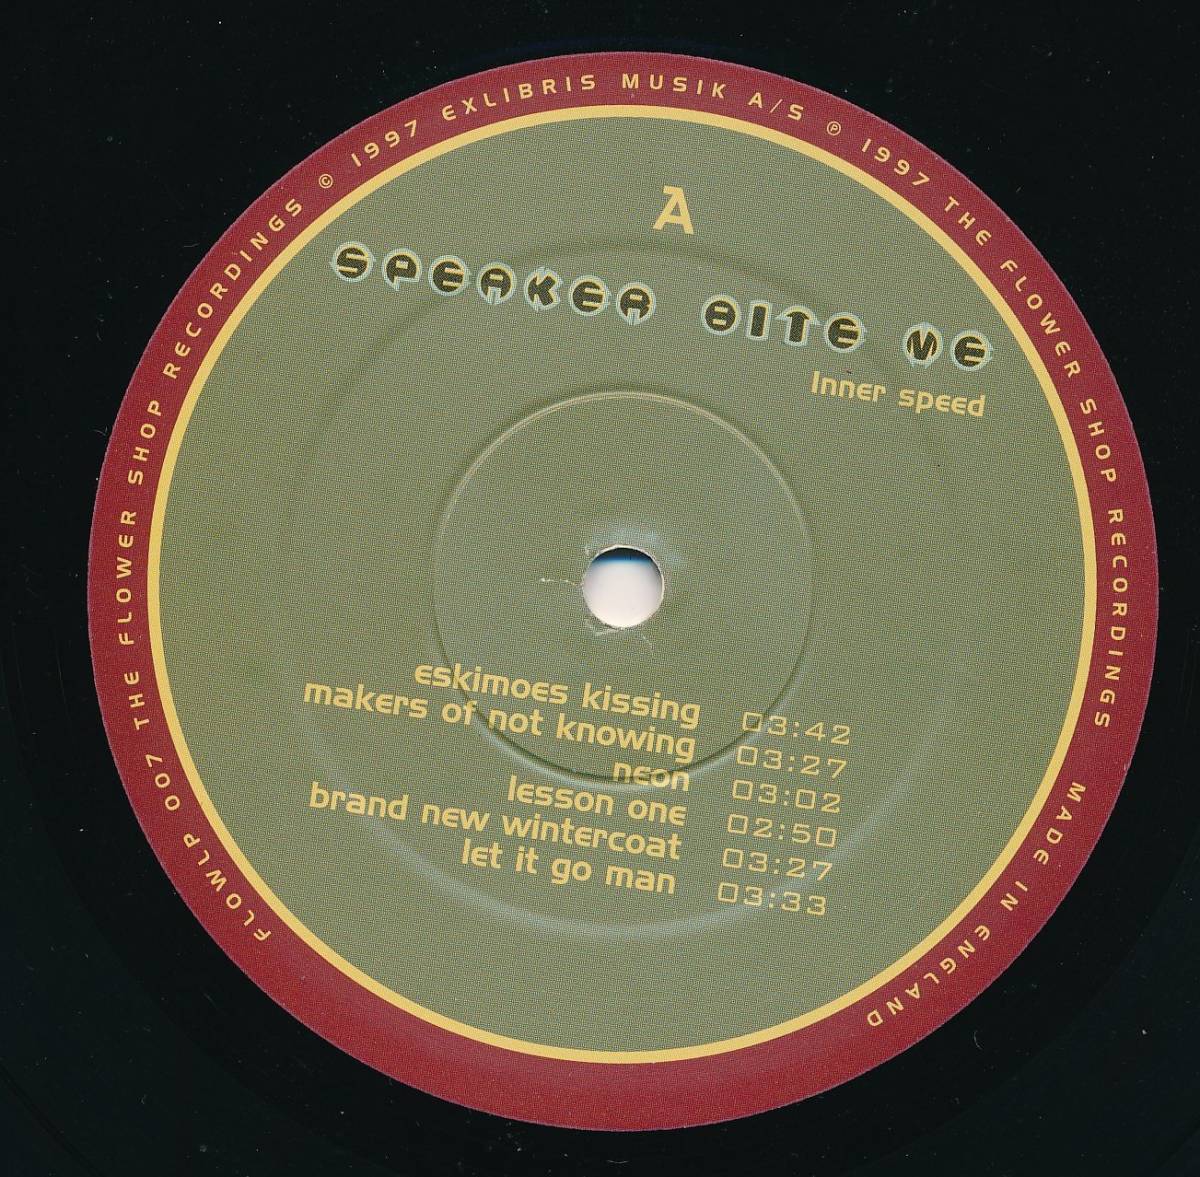 FLOWLP 007 THE FLOWER SHOP RECORDINGS © 1997 EXLIBRIS MUSIK A/S ℗ 1997 THE FLOWER SHOP RECORDINGS MADE IN ENGLAND
A
SPEAKER BITE ME
Inner speed
eskimoes kissing 03:42
makers of not knowing 03:27
neon 03:02
lesson one 02:50
brand new wintercoat 03:27
let it go man 03:33